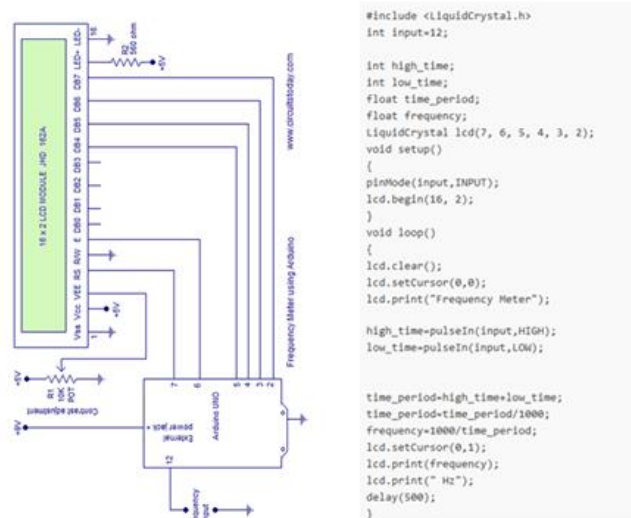 16 x 2 LCD MODULE JHD 162A
Vss
Vcc
VEE
RS
R/W
E
DB0
DB1
DB2
DB3
DB4
DB5
DB6
DB7
LED+
LED-
1
16
+5V
R2
560 ohm
+5V
+5V
R1
10K
POT
Contrast adjustment
+9V
External
power jack
+
Arduino UNO
7
6
5
4
3
2
12
Frequency Meter using Arduino
www.circuitstoday.com
#include <LiquidCrystal.h>
int input=12;
int high_time;
int low_time;
float time_period;
float frequency;
LiquidCrystal lcd(7, 6, 5, 4, 3, 2);
void setup()
{
pinMode(input,INPUT);
lcd.begin(16, 2);
}
void loop()
{
lcd.clear();
lcd.setCursor(0,0);
lcd.print("Frequency Meter");
high_time=pulseIn(input,HIGH);
low_time=pulseIn(input,LOW);
time_period=high_time+low_time;
time_period=time_period/1000;
frequency=1000/time_period;
lcd.setCursor(0,1);
lcd.print(frequency);
lcd.print(" Hz");
delay(500);
}